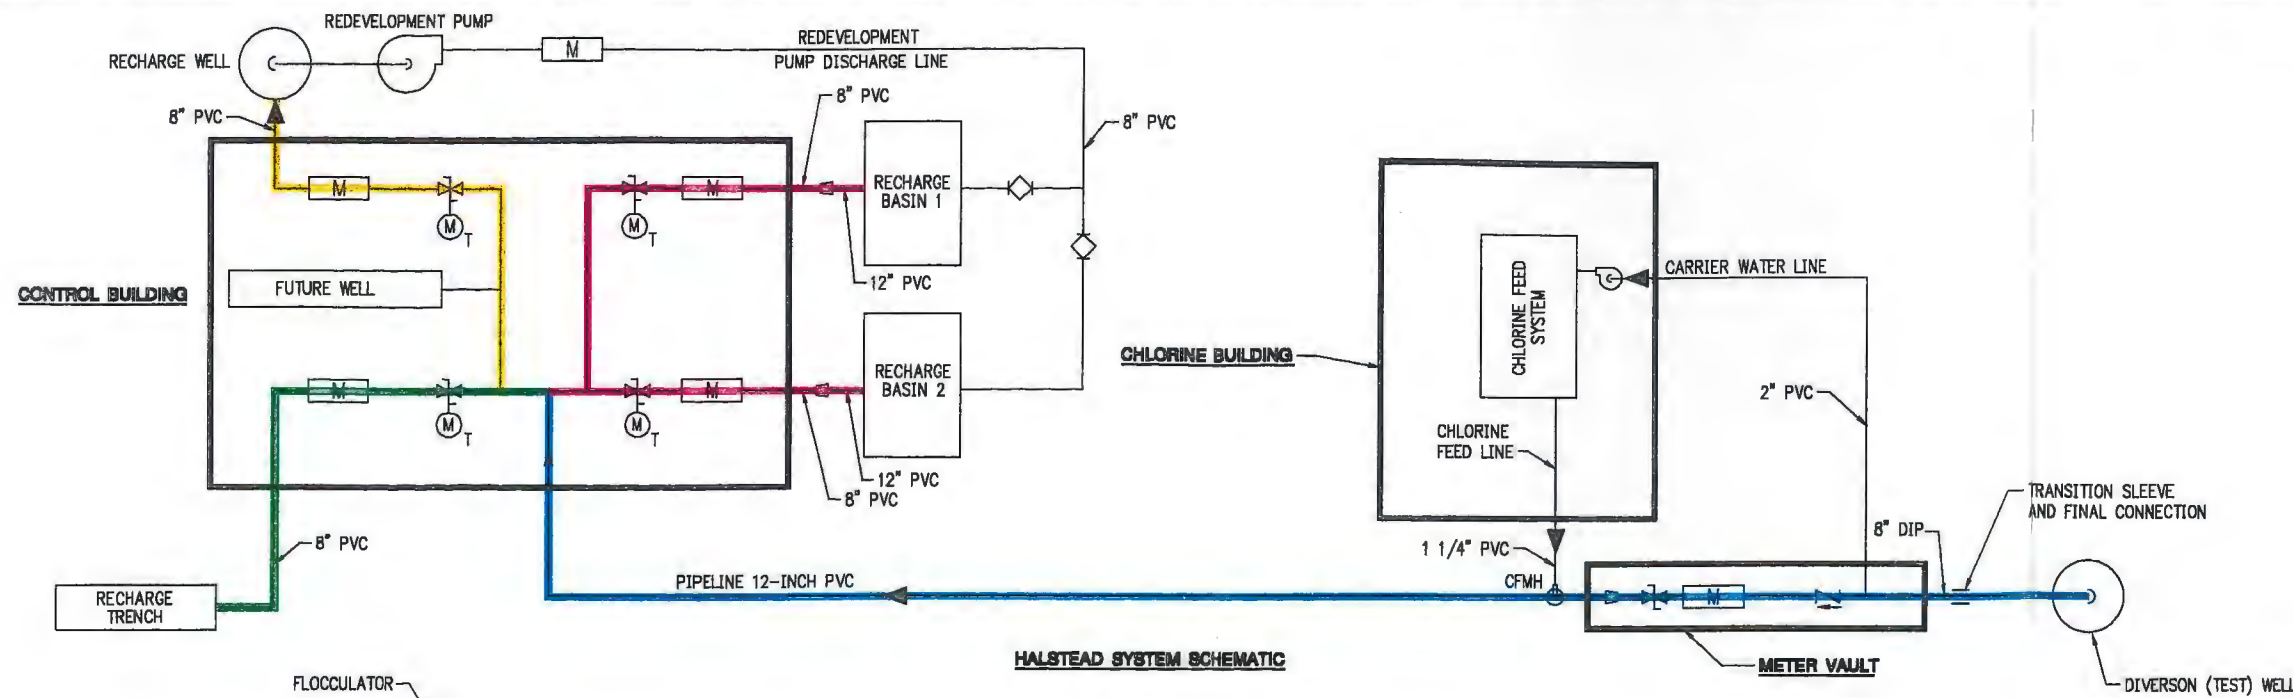 REDEVELOPMENT PUMP
RECHARGE WELL
M
REDEVELOPMENT
PUMP DISCHARGE LINE
8" PVC
8" PVC
8" PVC
M
M
RECHARGE
BASIN 1
M T
M T
12" PVC
CONTROL BUILDING
FUTURE WELL
M
M
RECHARGE
BASIN 2
M T
M T
12" PVC
8" PVC
8" PVC
RECHARGE
TRENCH
PIPELINE 12-INCH PVC
CHLORINE BUILDING
CHLORINE FEED
SYSTEM
CARRIER WATER LINE
2" PVC
CHLORINE
FEED LINE
1 1/4" PVC
CFMH
M
8" DIP
TRANSITION SLEEVE
AND FINAL CONNECTION
METER VAULT
DIVERSON (TEST) WELL
HALSTEAD SYSTEM SCHEMATIC
FLOCCULATOR